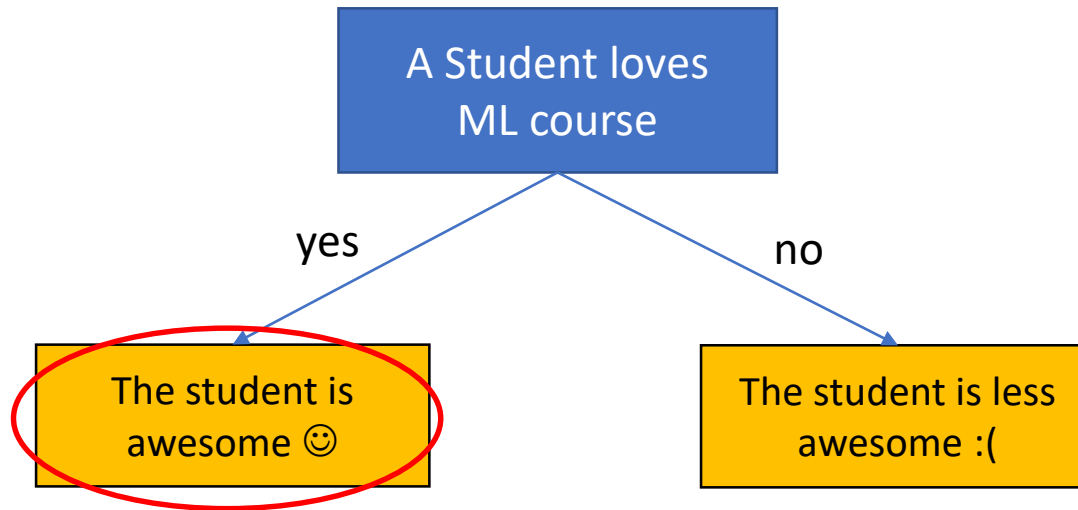 A Student loves
ML course
yes
no
The student is
awesome ☺
The student is less
awesome :(